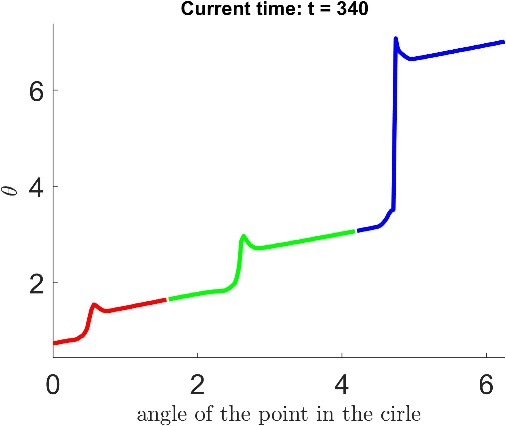 Current time: t = 340
6
4
2
θ
0 2 4 6
angle of the point in the cirle